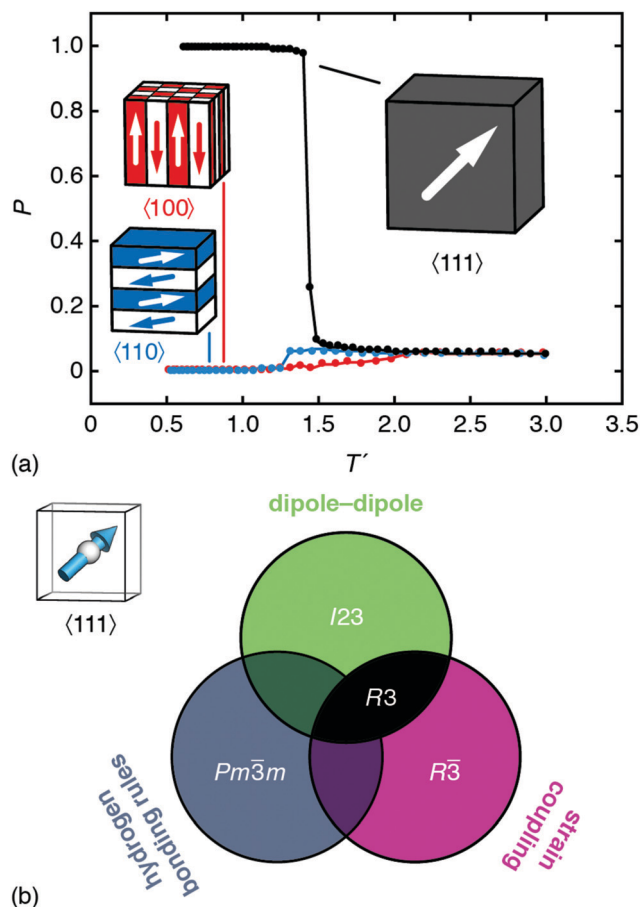 1.0
0.8
0.6
0.4
0.2
0
P
⟨100⟩
⟨110⟩
⟨111⟩
0 0.5 1.0 1.5 2.0 2.5 3.0 3.5
(a) T′
dipole–dipole
⟨111⟩
I23
R3
Pm3̅m
R3̅
hydrogen
bonding rules
strain
coupling
(b)